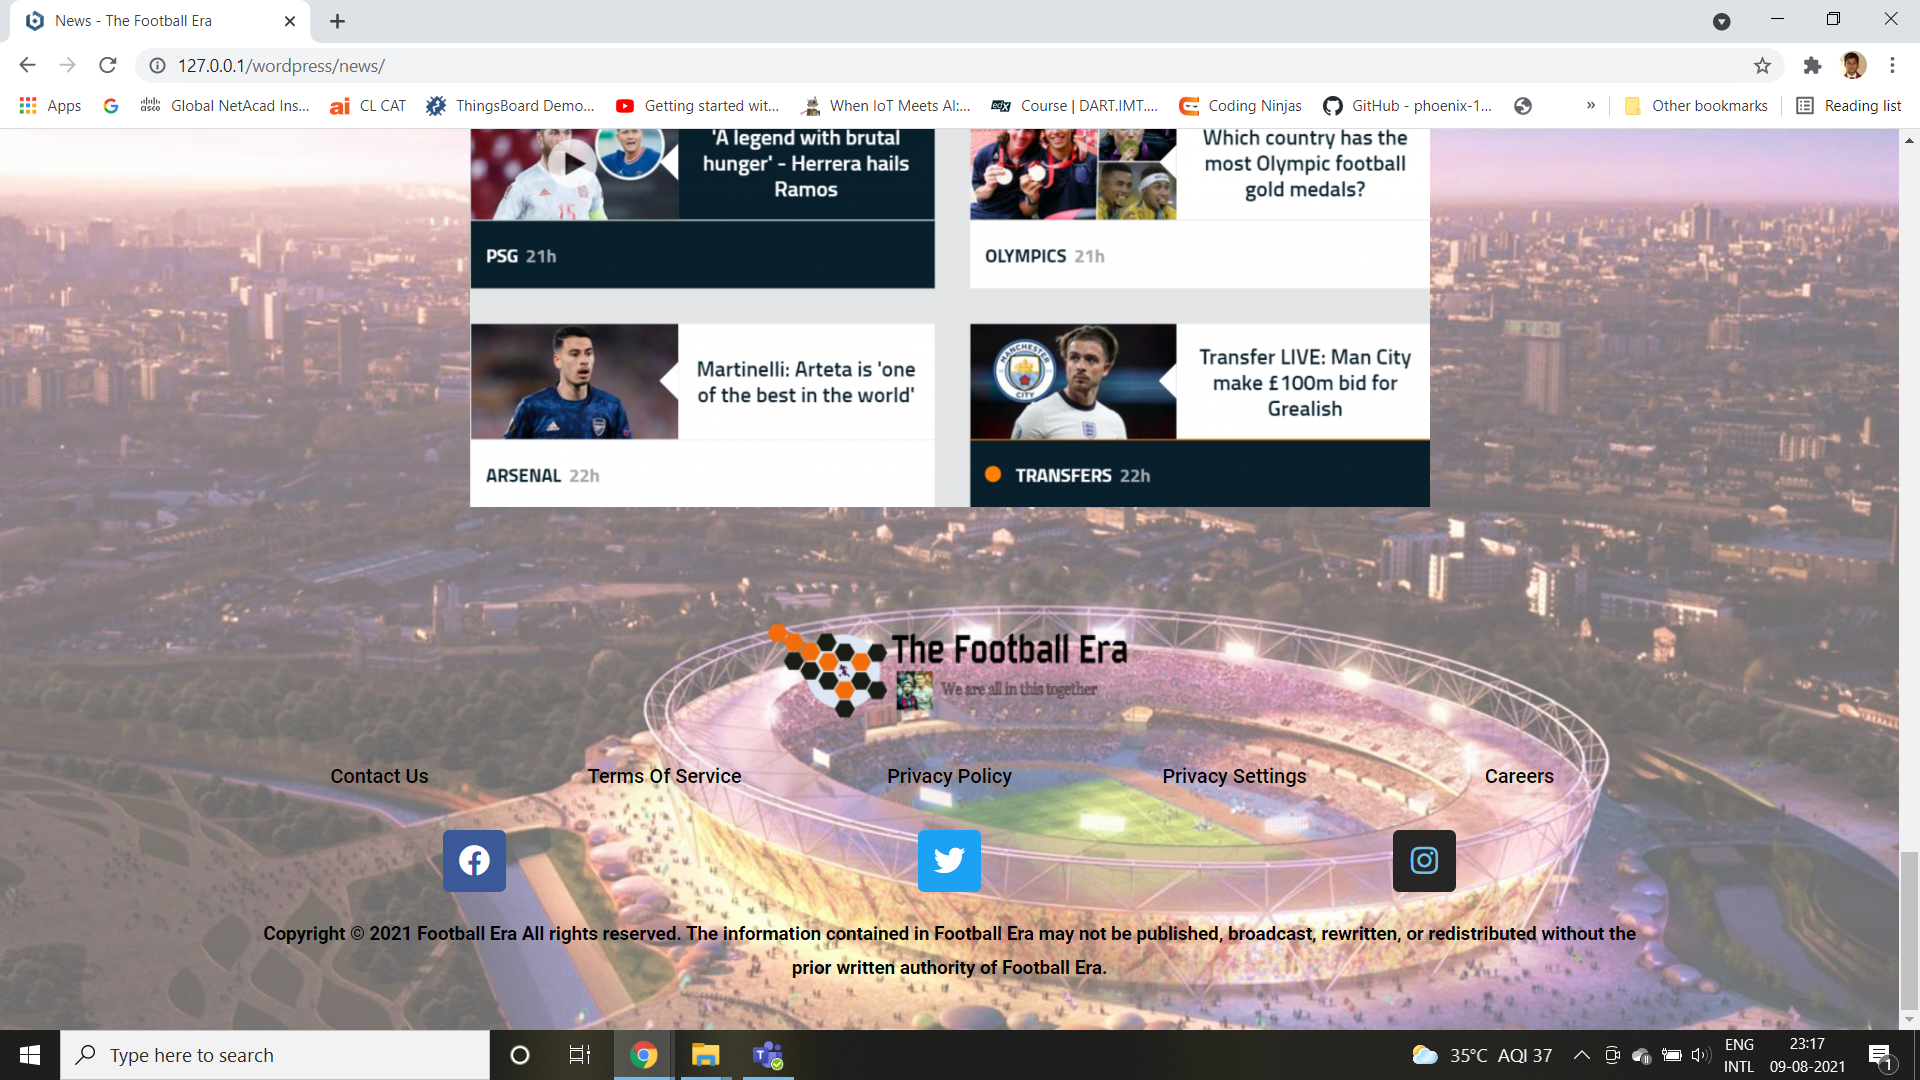 News - The Football Era
127.0.0.1/wordpress/news/
Apps
Global NetAcad Ins...
CL CAT
ThingsBoard Demo...
Getting started wit...
When IoT Meets AI:...
Course | DART.IMT....
Coding Ninjas
GitHub - phoenix-1...
»
Other bookmarks
Reading list
'A legend with brutal
hunger' - Herrera hails
Ramos
PSG 21h
Which country has the
most Olympic football
gold medals?
OLYMPICS 21h
Martinelli: Arteta is 'one
of the best in the world'
ARSENAL 22h
MANCHESTER
CITY
Transfer LIVE: Man City
make £100m bid for
Grealish
TRANSFERS 22h
The Football Era
We are all in this together
Contact Us
Terms Of Service
Privacy Policy
Privacy Settings
Careers
Copyright © 2021 Football Era All rights reserved. The information contained in Football Era may not be published, broadcast, rewritten, or redistributed without the
prior written authority of Football Era.
Type here to search
35°C AQI 37
ENG
INTL
23:17
09-08-2021
1